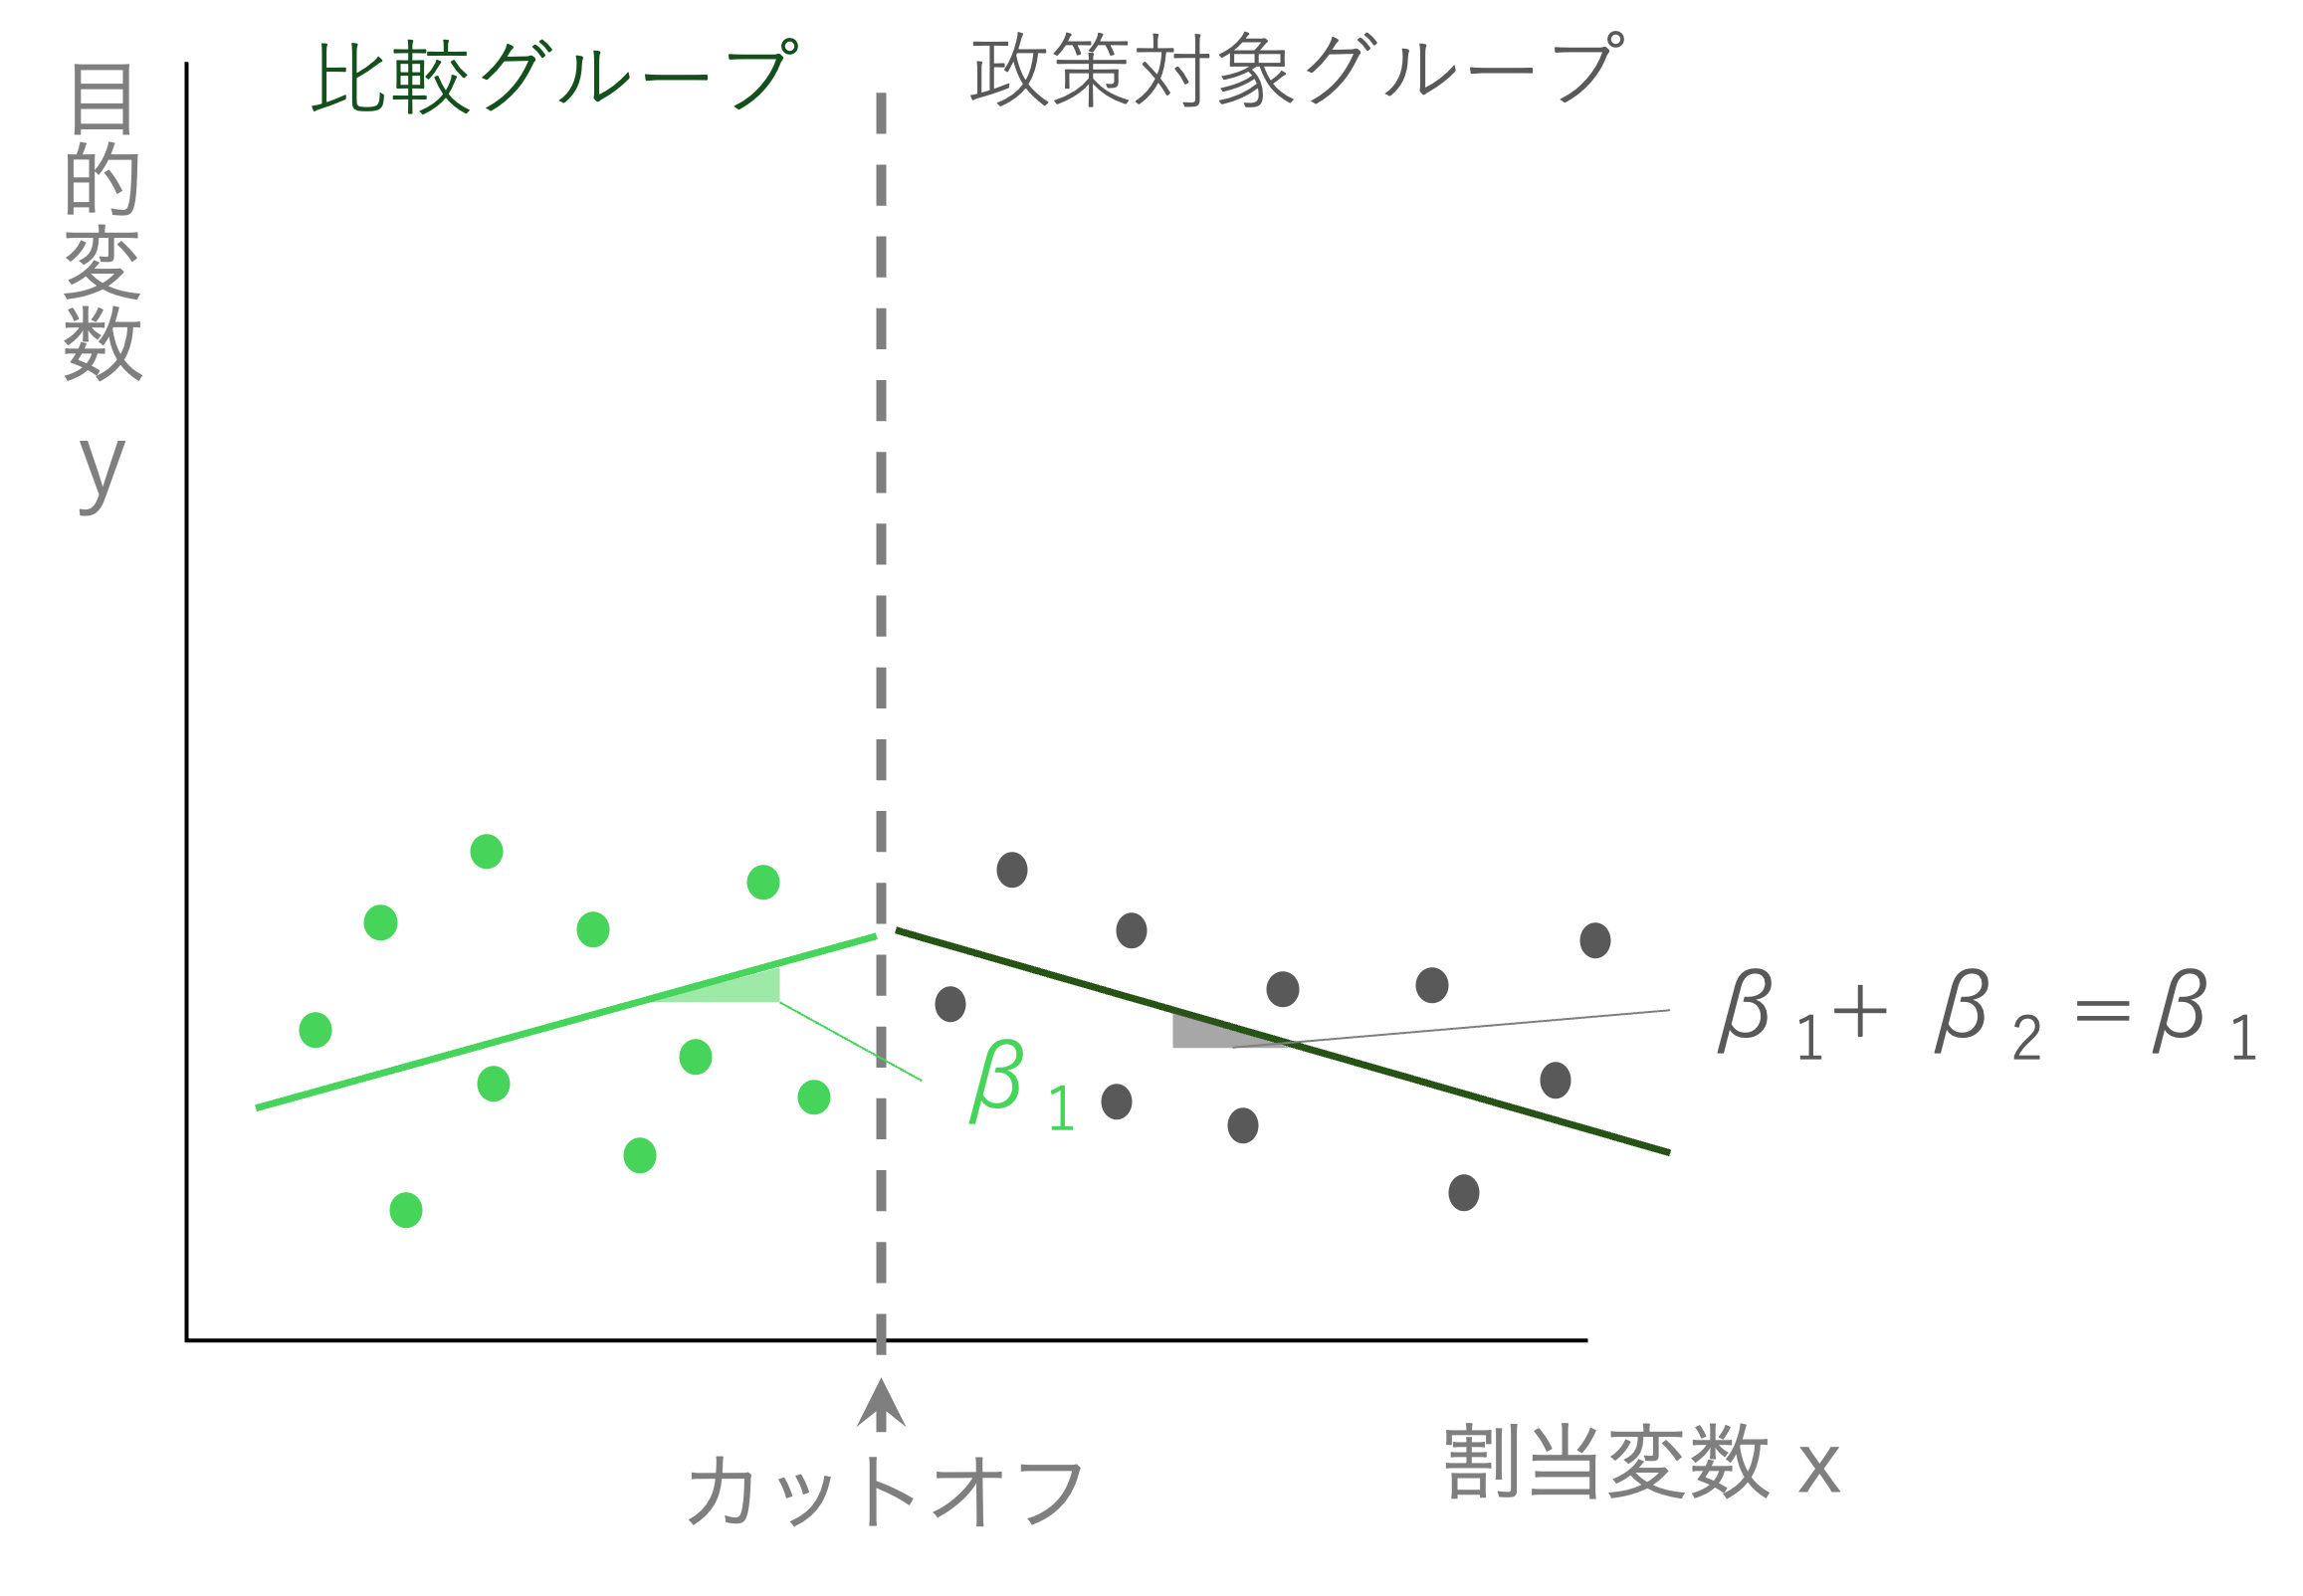 比較グループ
政策対象グループ
目的変数 y
β1
β1+ β2=β1
カットオフ
割当変数 x